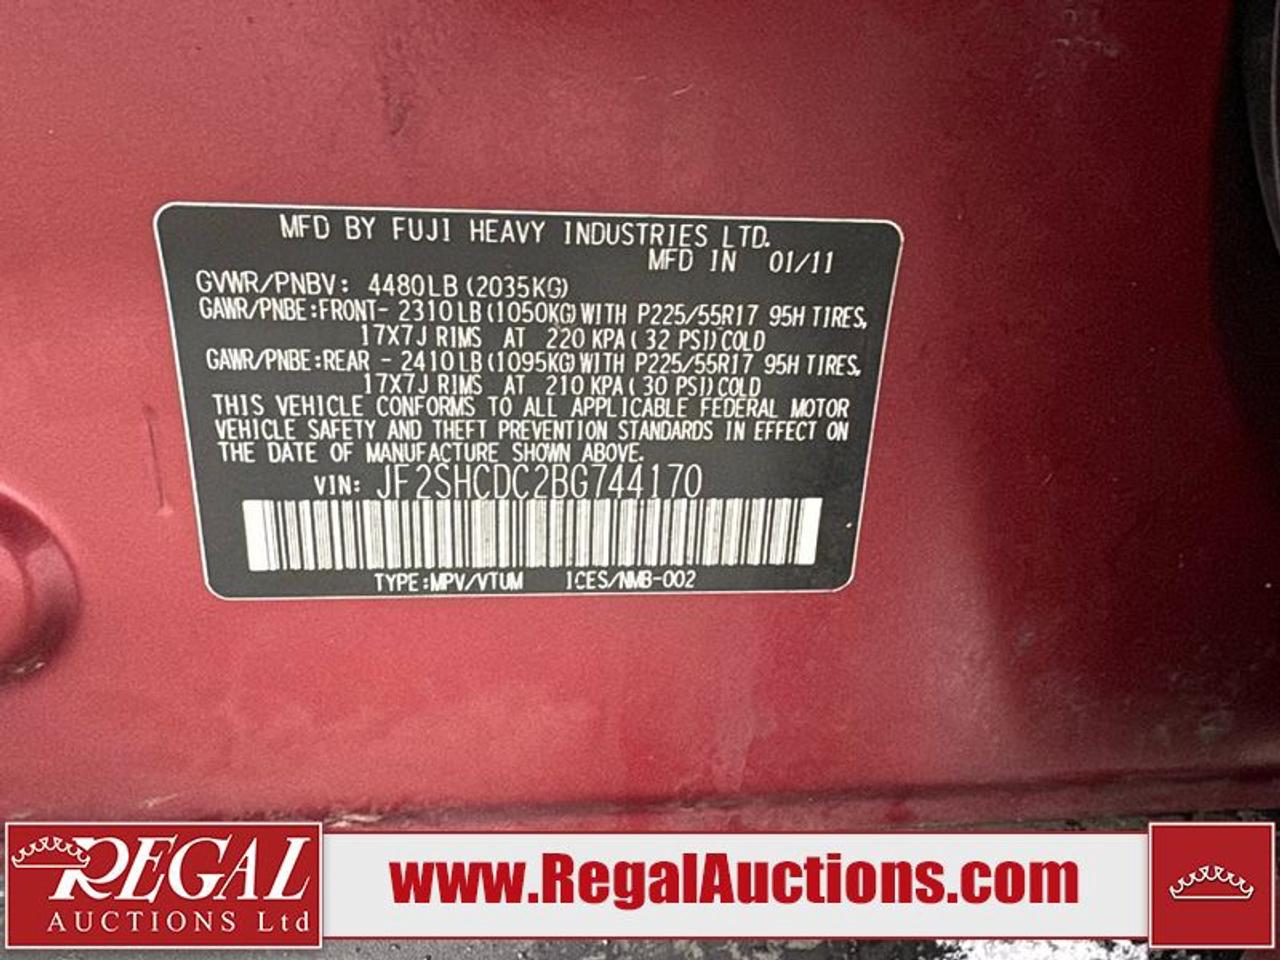 MFD BY FUJI HEAVY INDUSTRIES LTD.
MFD IN 01/11
GVWR/PNBV: 4480LB (2035KG)
GAWR/PNBE:FRONT- 2310LB (1050KG) WITH P225/55R17 95H TIRES,
17X7J RIMS AT 220 KPA ( 32 PSI) COLD
GAWR/PNBE:REAR - 2410LB (1095KG) WITH P225/55R17 95H TIRES,
17X7J RIMS AT 210 KPA ( 30 PSI) COLD
THIS VEHICLE CONFORMS TO ALL APPLICABLE FEDERAL MOTOR
VEHICLE SAFETY AND THEFT PREVENTION STANDARDS IN EFFECT ON
THE DATE OF MANUFACTURE SHOWN ABOVE.
VIN: JF2SHCDC2BG744170
TYPE:MPV/VTUM ICES/NMB-002
REGAL
AUCTIONS Ltd
www.RegalAuctions.com